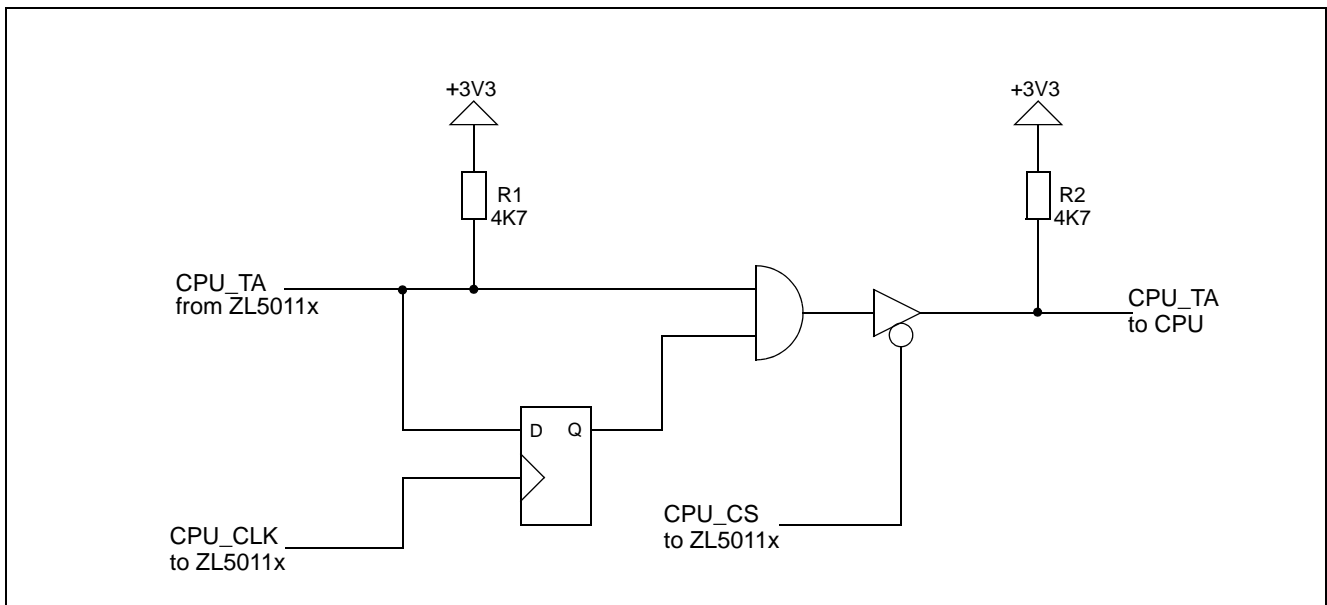 +3V3
+3V3
R1
4K7
R2
4K7
CPU_TA
from ZL5011x
CPU_TA
to CPU
D Q
CPU_CS
to ZL5011x
CPU_CLK
to ZL5011x